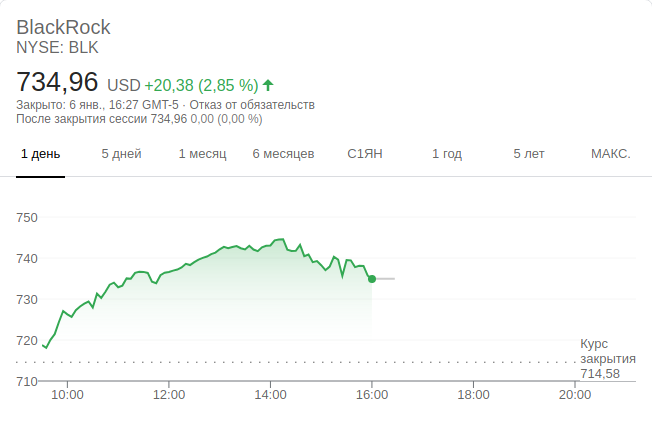 BlackRock
NYSE: BLK
734,96 USD +20,38 (2,85 %)
Закрыто: 6 янв., 16:27 GMT-5 · Отказ от обязательств
После закрытия сессии 734,96 0,00 (0,00 %)
1 день 5 дней 1 месяц 6 месяцев С1ЯН 1 год 5 лет МАКС.
750
740
730
720
Курс
закрытия
714,58
710
10:00 12:00 14:00 16:00 18:00 20:00